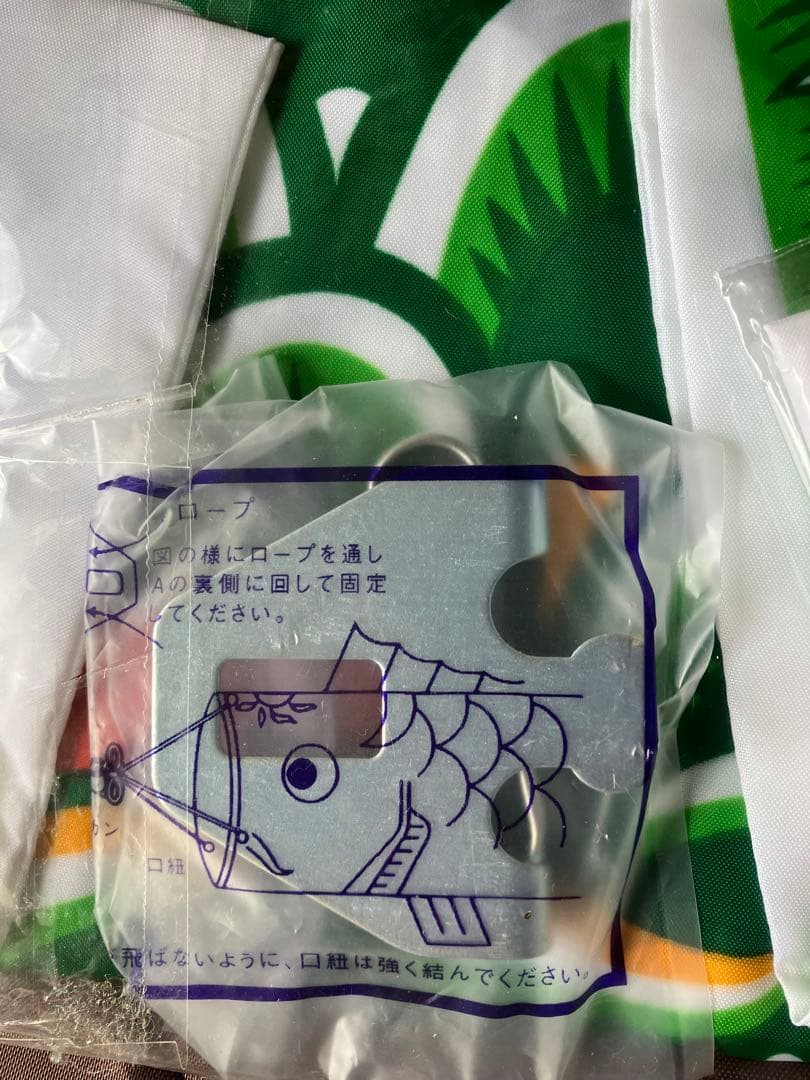 ロープ
図の様にロープを通し
Aの裏側に回して固定
してください。
カン
口紐
飛ばないように、口紐は強く結んでください。